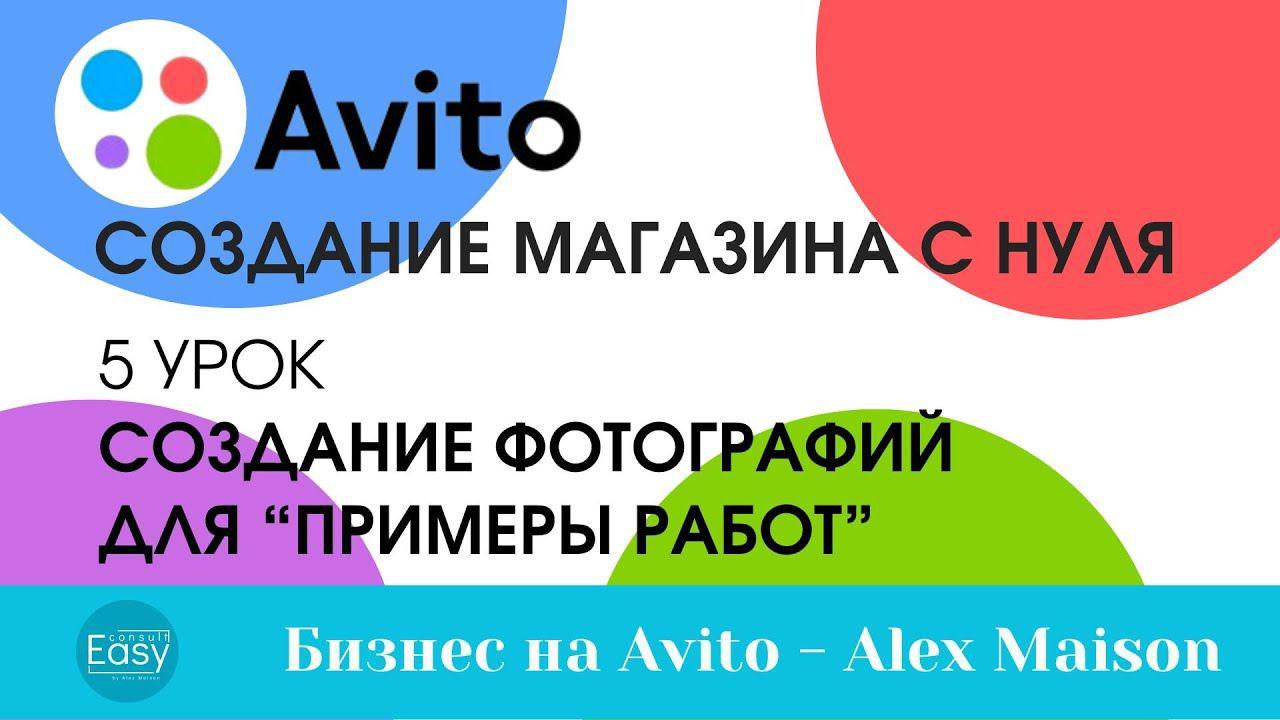 Avito
СОЗДАНИЕ МАГАЗИНА С НУЛЯ
5 УРОК
СОЗДАНИЕ ФОТОГРАФИЙ
ДЛЯ “ПРИМЕРЫ РАБОТ”
consult
Easy
by Alex Maison
Бизнес на Avito - Alex Maison